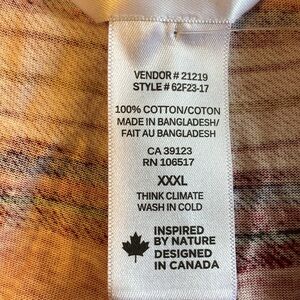 VENDOR # 21219
STYLE # 62F23-17
100% COTTON/COTON
MADE IN BANGLADESH/
FAIT AU BANGLADESH
CA 39123
RN 106517
XXXL
THINK CLIMATE
WASH IN COLD
INSPIRED
BY NATURE
DESIGNED
IN CANADA